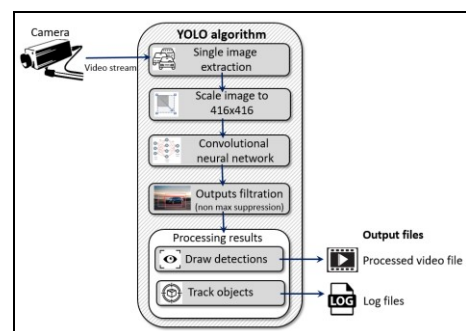 Camera
Video stream
YOLO algorithm
Single image
extraction
Scale image to
416x416
Convolutional
neural network
Outputs filtration
(non max suppression)
Processing results
Draw detections
Track objects
Output files
Processed video file
LOG
Log files